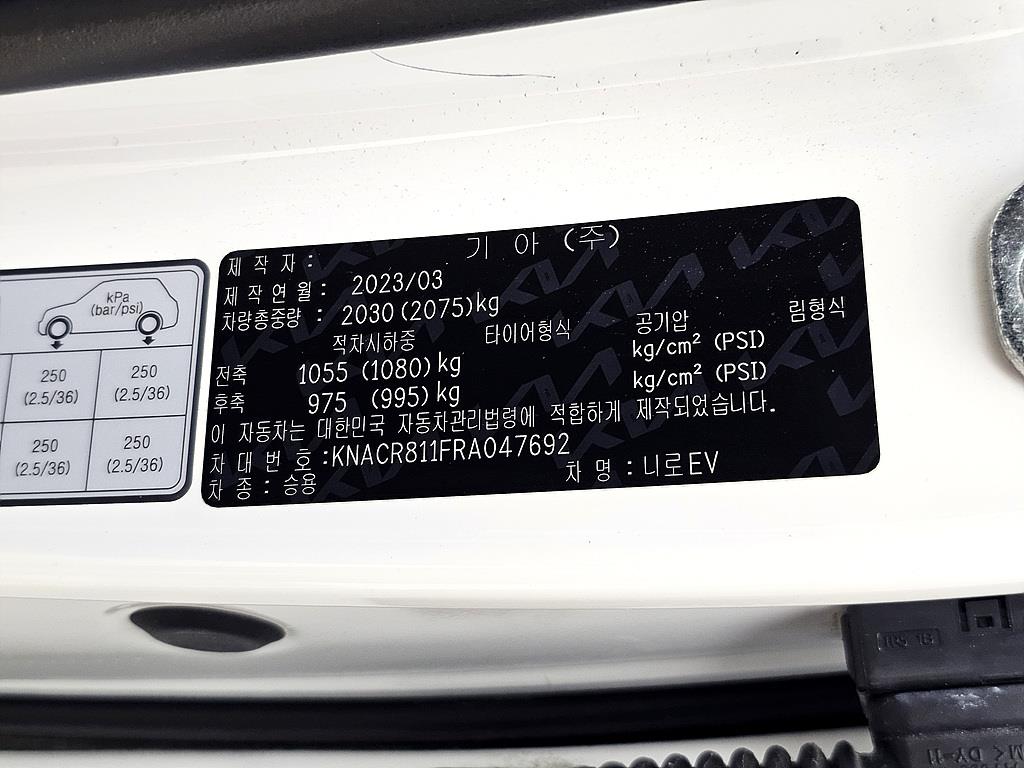 제 작 자 : 기 아 (주)
제 작 연 월 : 2023/03
차량총중량 : 2030 (2075)kg
적차시하중 타이어형식 공기압 림형식
전축 1055 (1080) kg kg/cm² (PSI)
후축 975 (995) kg kg/cm² (PSI)
이 자동차는 대한민국 자동차관리법령에 적합하게 제작되었습니다.
차 대 번 호 :KNACR811FRA047692
차 종 : 승용 차 명 : 니로EV
kPa
(bar/psi)
250 250
(2.5/36) (2.5/36)
250 250
(2.5/36) (2.5/36)